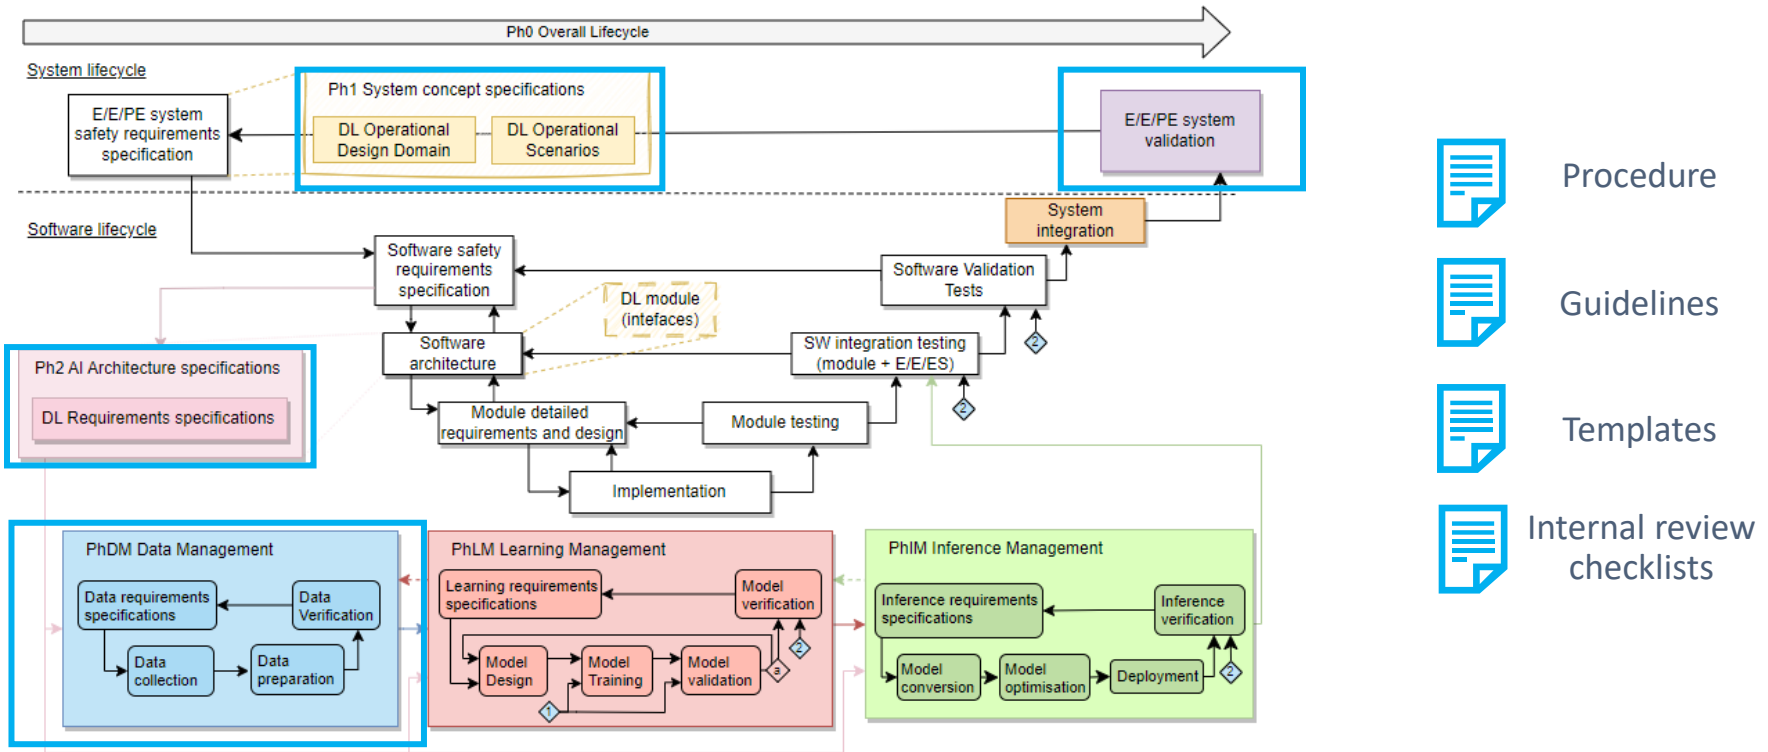 Ph0 Overall Lifecycle
System lifecycle
Ph1 System concept specifications
E/E/PE system
safety requirements
specification
DL Operational
Design Domain
DL Operational
Scenarios
E/E/PE system
validation
Procedure
System
integration
Software lifecycle
Software safety
requirements
specification
Software Validation
Tests
DL module
(intefaces)
Guidelines
Software
architecture
SW integration testing
(module + E/E/ES)
2
2
Ph2 AI Architecture specifications
DL Requirements specifications
Module detailed
requirements and design
Module testing
Templates
Implementation
PhDM Data Management
Data requirements
specifications
Data
Verification
Data
collection
Data
preparation
PhLM Learning Management
Learning requirements
specifications
Model
verification
Model
Design
Model
Training
Model
validation
a
2
1
PhIM Inference Management
Inference requirements
specifications
Inference
verification
Model
conversion
Model
optimisation
Deployment
2
Internal review
checklists